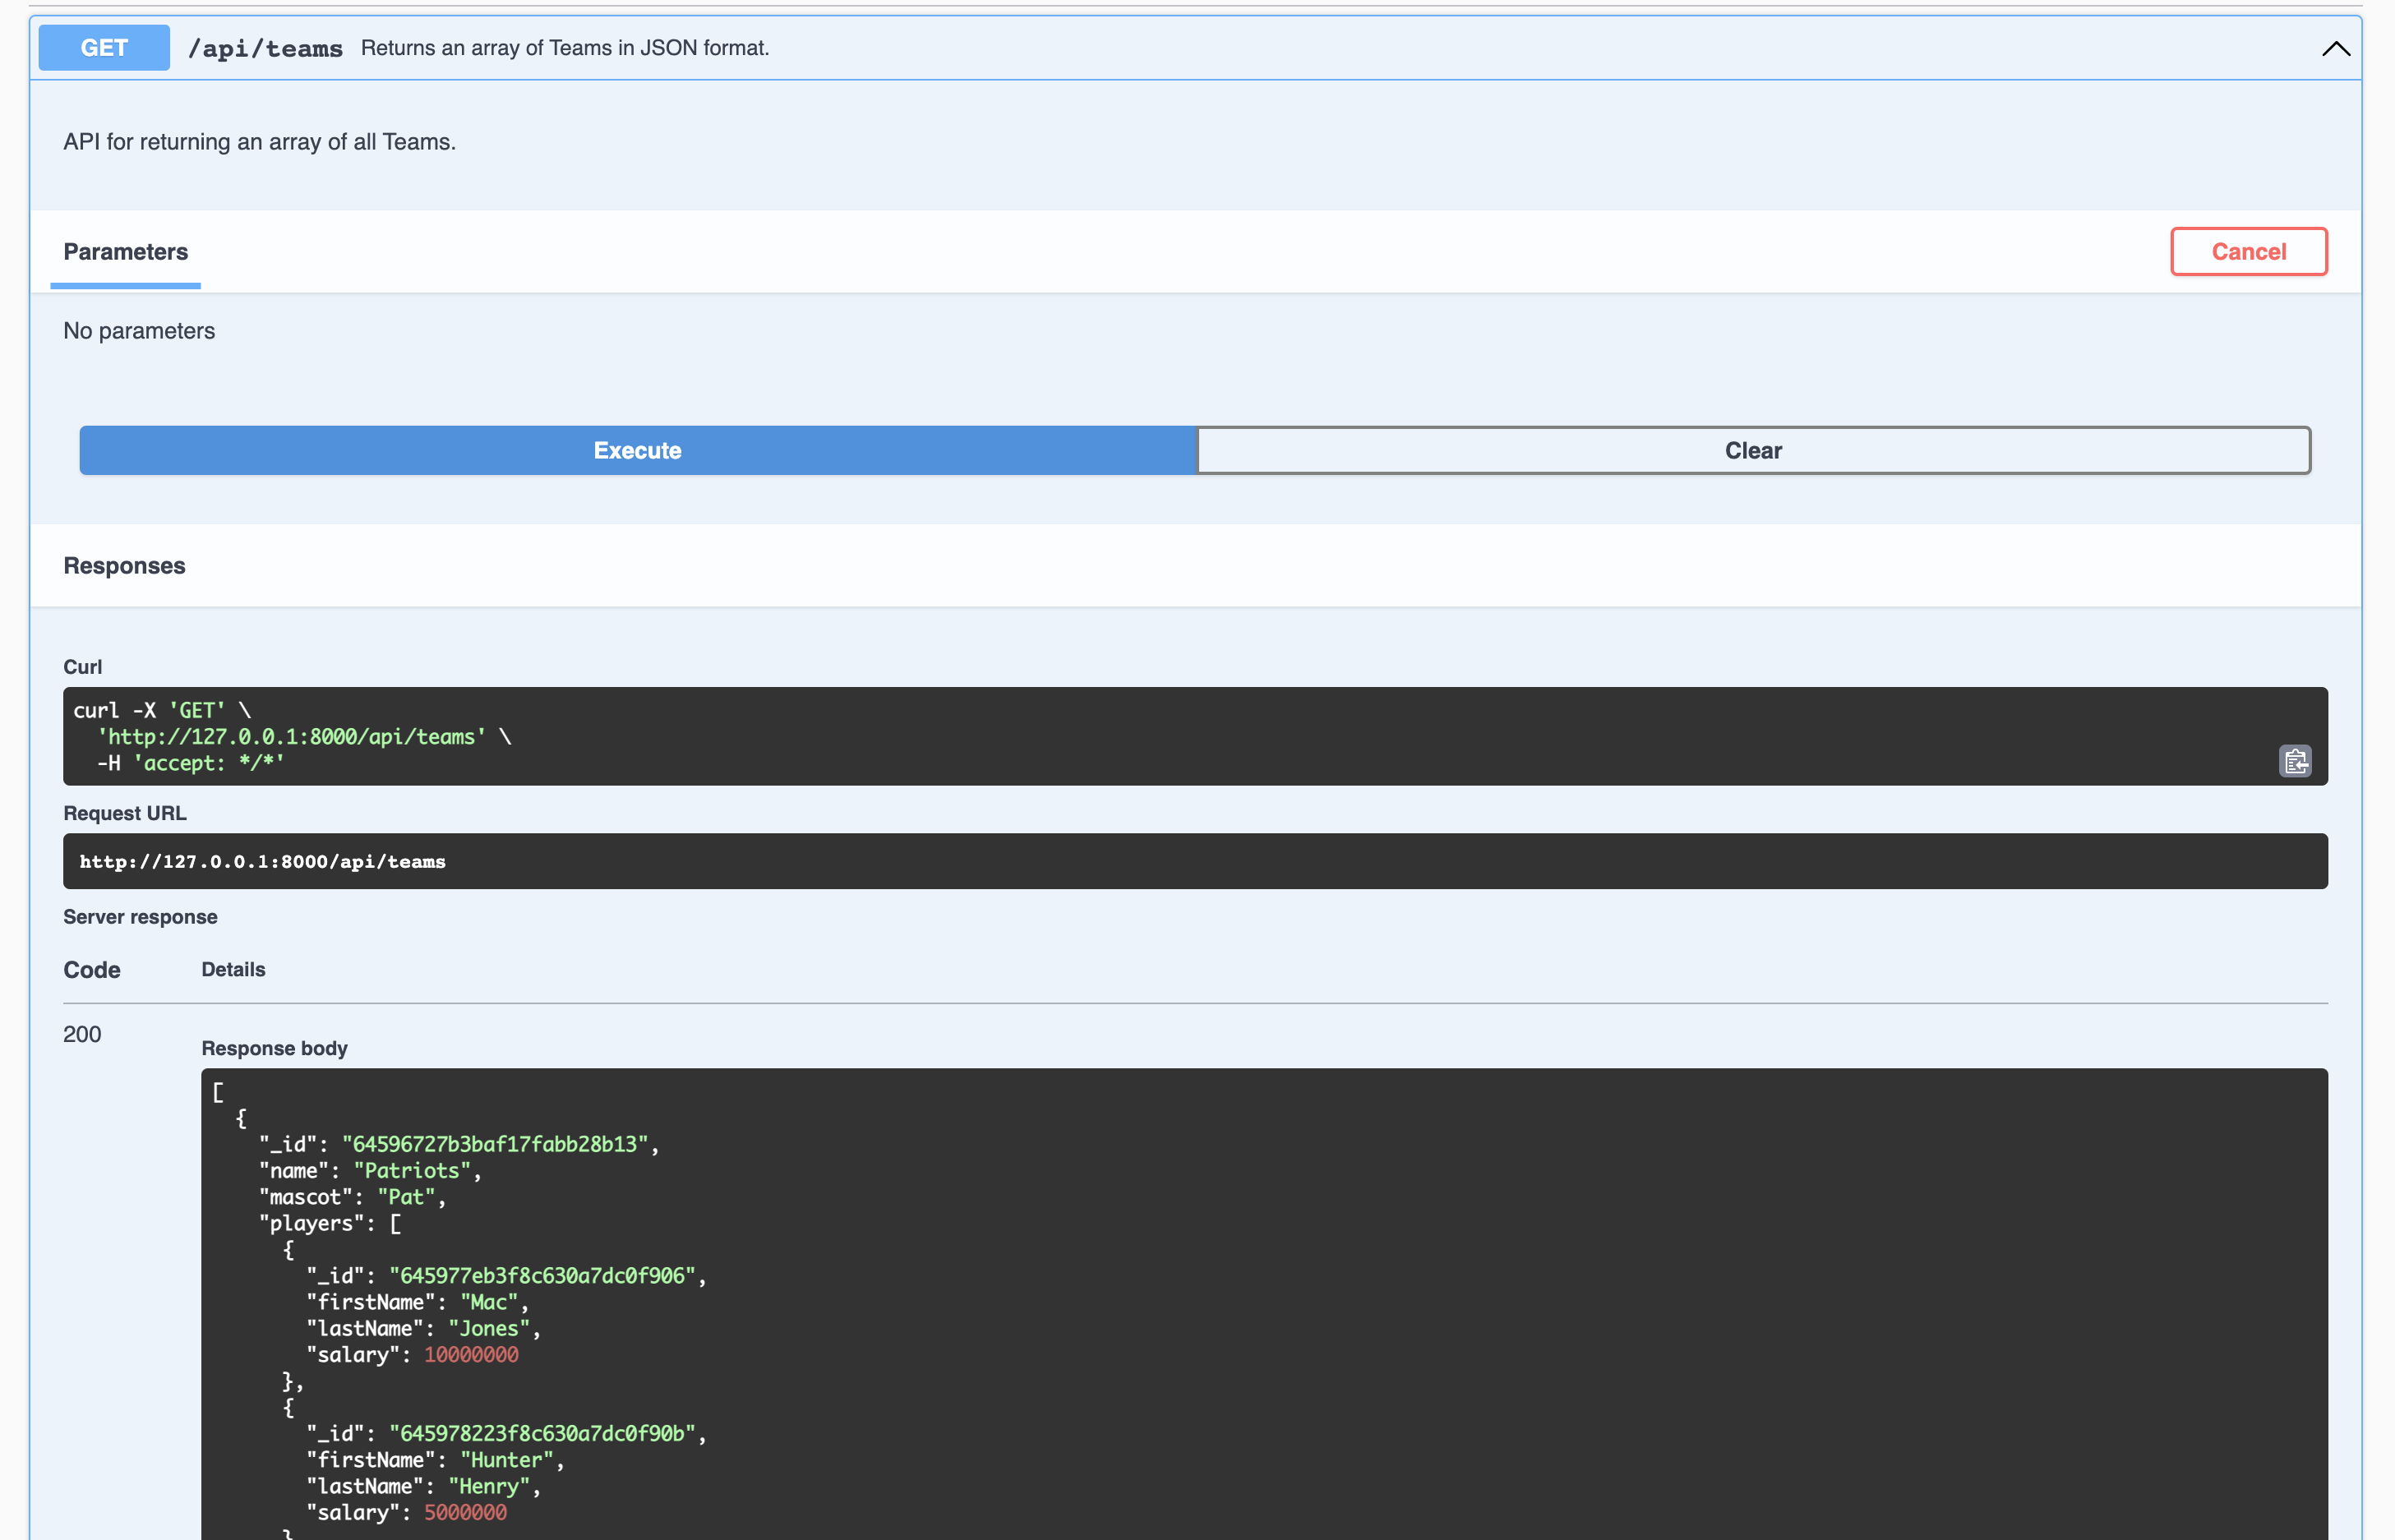 GET /api/teams Returns an array of Teams in JSON format.
API for returning an array of all Teams.
Parameters
Cancel
No parameters
Execute
Clear
Responses
Curl
curl -X 'GET' \
  'http://127.0.0.1:8000/api/teams' \
  -H 'accept: */*'
Request URL
http://127.0.0.1:8000/api/teams
Server response
Code Details
200
Response body
[
  {
    "_id": "64596727b3baf17fabb28b13",
    "name": "Patriots",
    "mascot": "Pat",
    "players": [
      {
        "_id": "645977eb3f8c630a7dc0f906",
        "firstName": "Mac",
        "lastName": "Jones",
        "salary": 10000000
      },
      {
        "_id": "645978223f8c630a7dc0f90b",
        "firstName": "Hunter",
        "lastName": "Henry",
        "salary": 5000000
      }